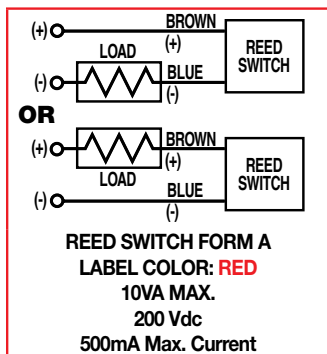 BROWN
(+) (+) REED
LOAD SWITCH
(-) BLUE
(-)
OR
(+) BROWN
(+) REED
LOAD SWITCH
BLUE
(-) (-)
REED SWITCH FORM A
LABEL COLOR: RED
10VA MAX.
200 Vdc
500mA Max. Current